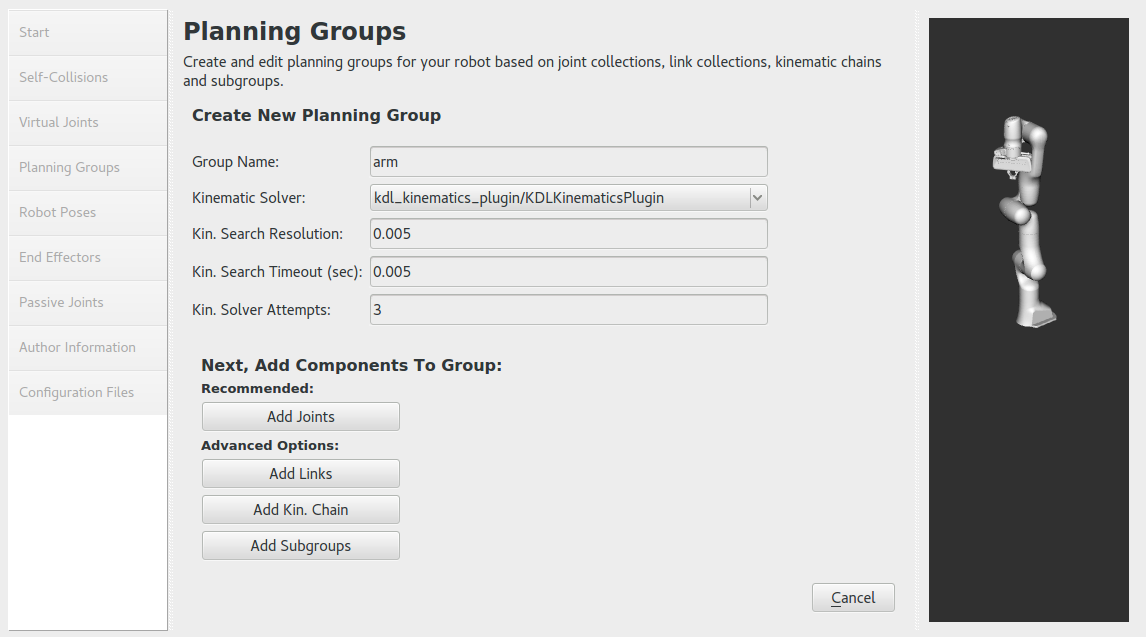 Start
Self-Collisions
Virtual Joints
Planning Groups
Robot Poses
End Effectors
Passive Joints
Author Information
Configuration Files
Planning Groups
Create and edit planning groups for your robot based on joint collections, link collections, kinematic chains
and subgroups.
Create New Planning Group
Group Name: arm
Kinematic Solver: kdl_kinematics_plugin/KDLKinematicsPlugin
Kin. Search Resolution: 0.005
Kin. Search Timeout (sec): 0.005
Kin. Solver Attempts: 3
Next, Add Components To Group:
Recommended:
Add Joints
Advanced Options:
Add Links
Add Kin. Chain
Add Subgroups
Cancel